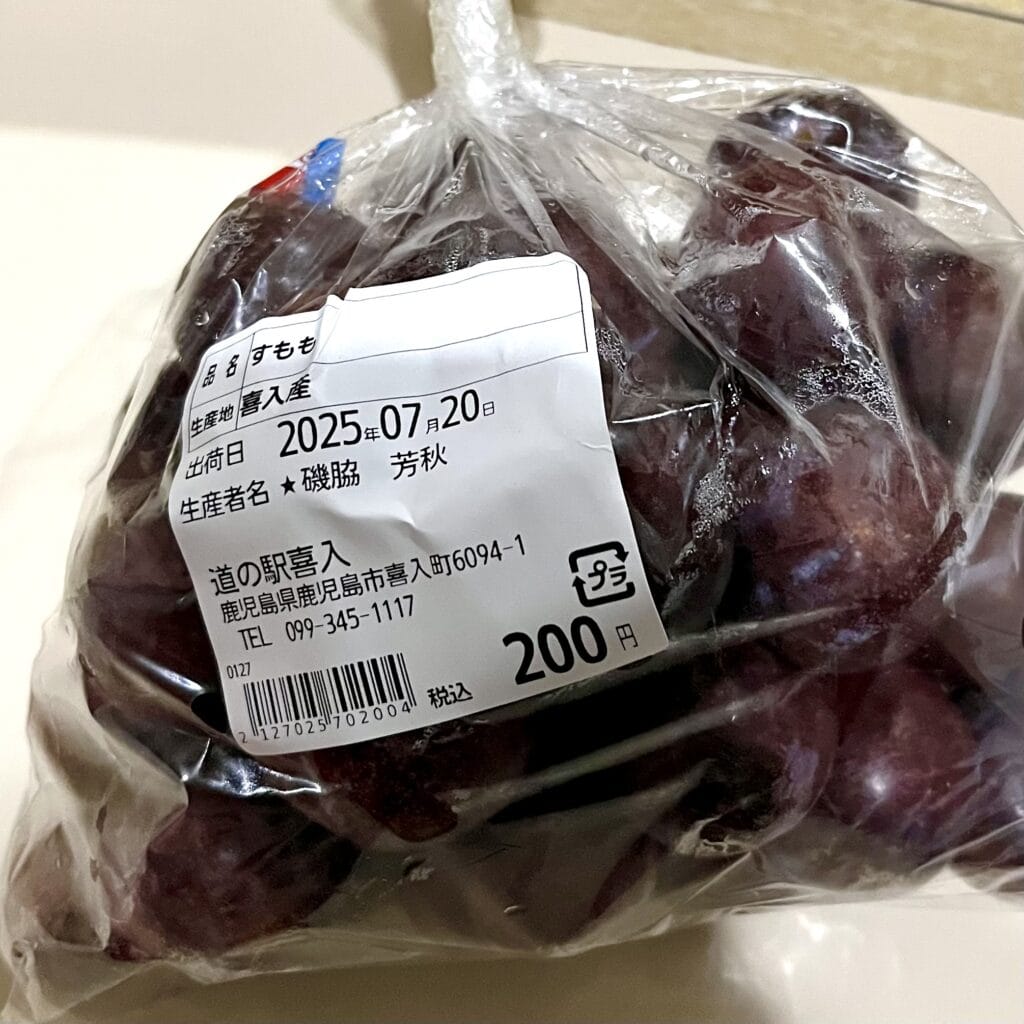 品名 すもも
生産地 喜入産
出荷日 2025年07月20日
生産者名 ★磯脇 芳秋
道の駅喜入
鹿児島県鹿児島市喜入町6094-1
TEL 099-345-1117
プラ
0127
200円
税込
2127025702004